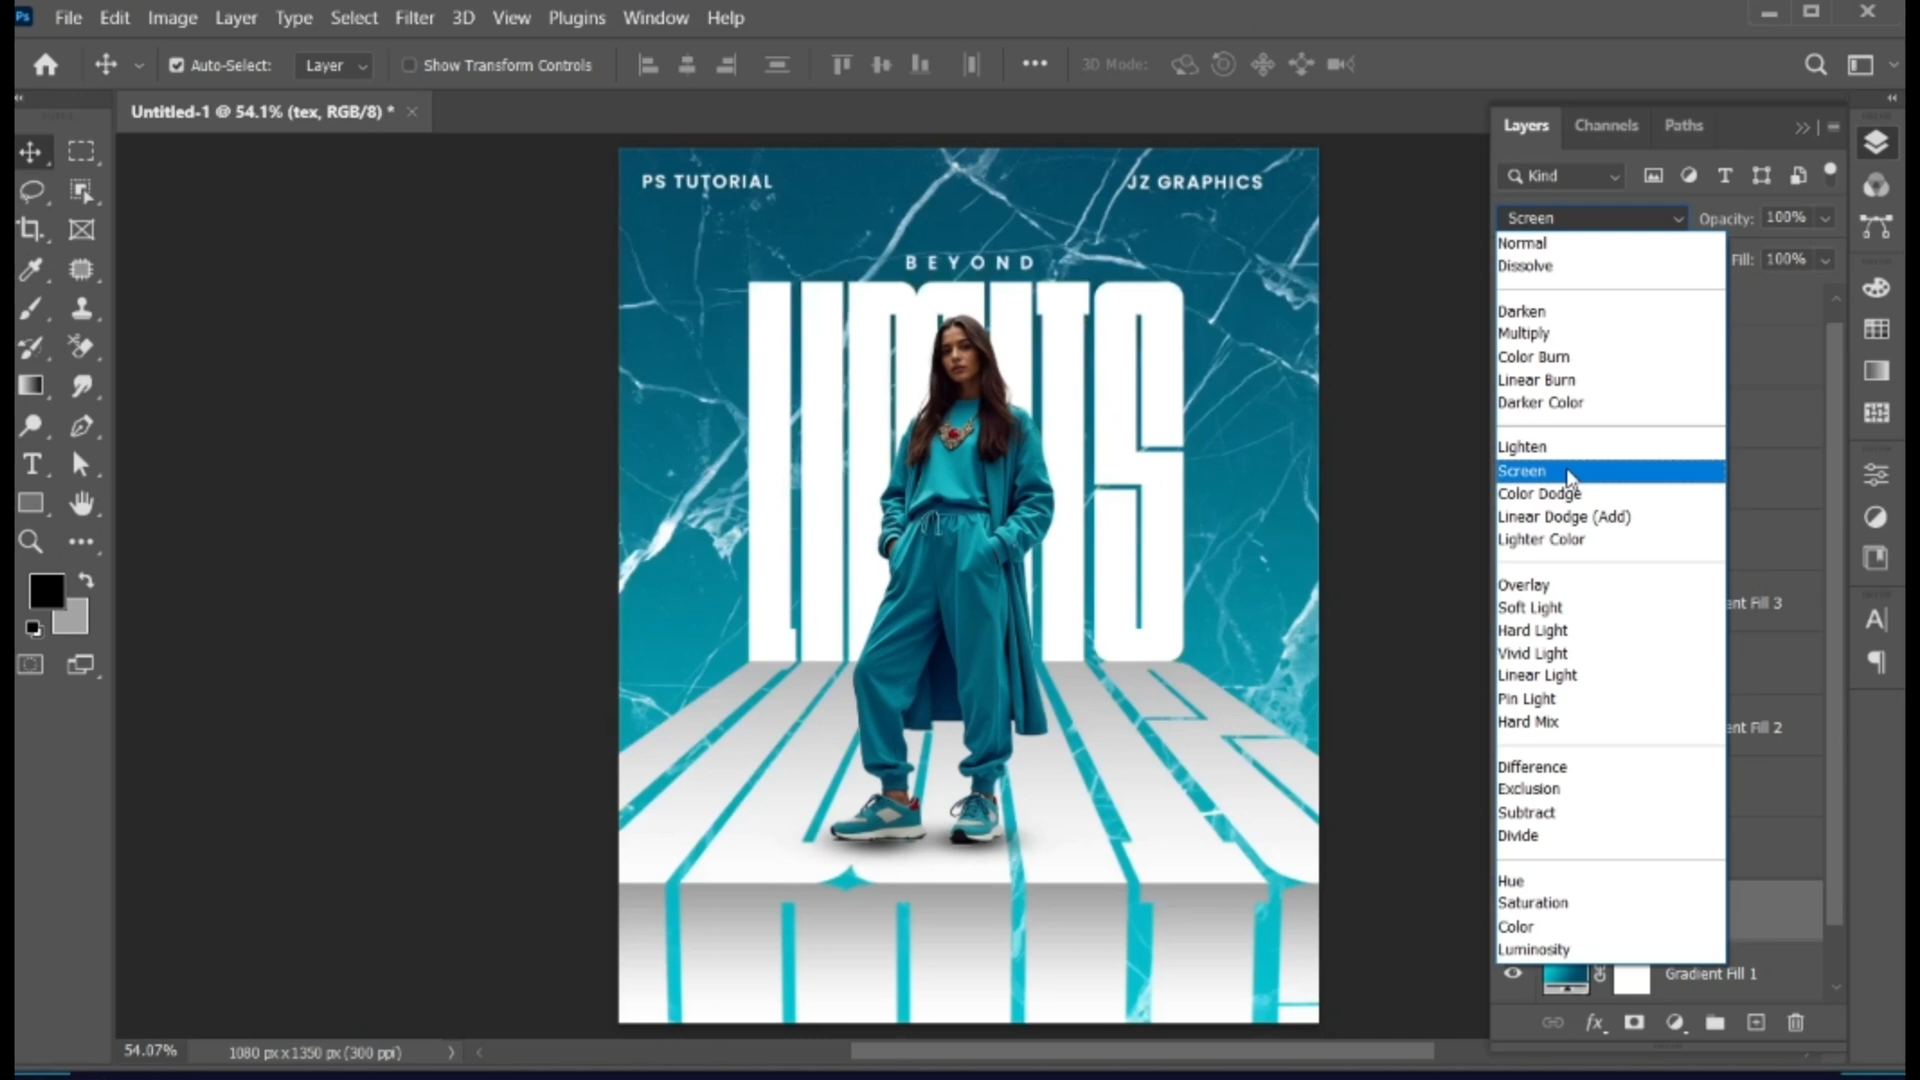 Ps File Edit Image Layer Type Select Filter 3D View Plugins Window Help
Auto-Select: Layer Show Transform Controls 3D Mode:
Untitled-1 @ 54.1% (tex, RGB/8) *
Layers Channels Paths
Kind
Screen Opacity: 100%
Fill: 100%
Normal
Dissolve
Darken
Multiply
Color Burn
Linear Burn
Darker Color
Lighten
Screen
Color Dodge
Linear Dodge (Add)
Lighter Color
Overlay
Soft Light
Hard Light
Vivid Light
Linear Light
Pin Light
Hard Mix
Difference
Exclusion
Subtract
Divide
Hue
Saturation
Color
Luminosity
ent Fill 3
ent Fill 2
Gradient Fill 1
PS TUTORIAL JZ GRAPHICS
BEYOND
LIMITS
54.07% 1080 px x 1350 px (300 ppi)